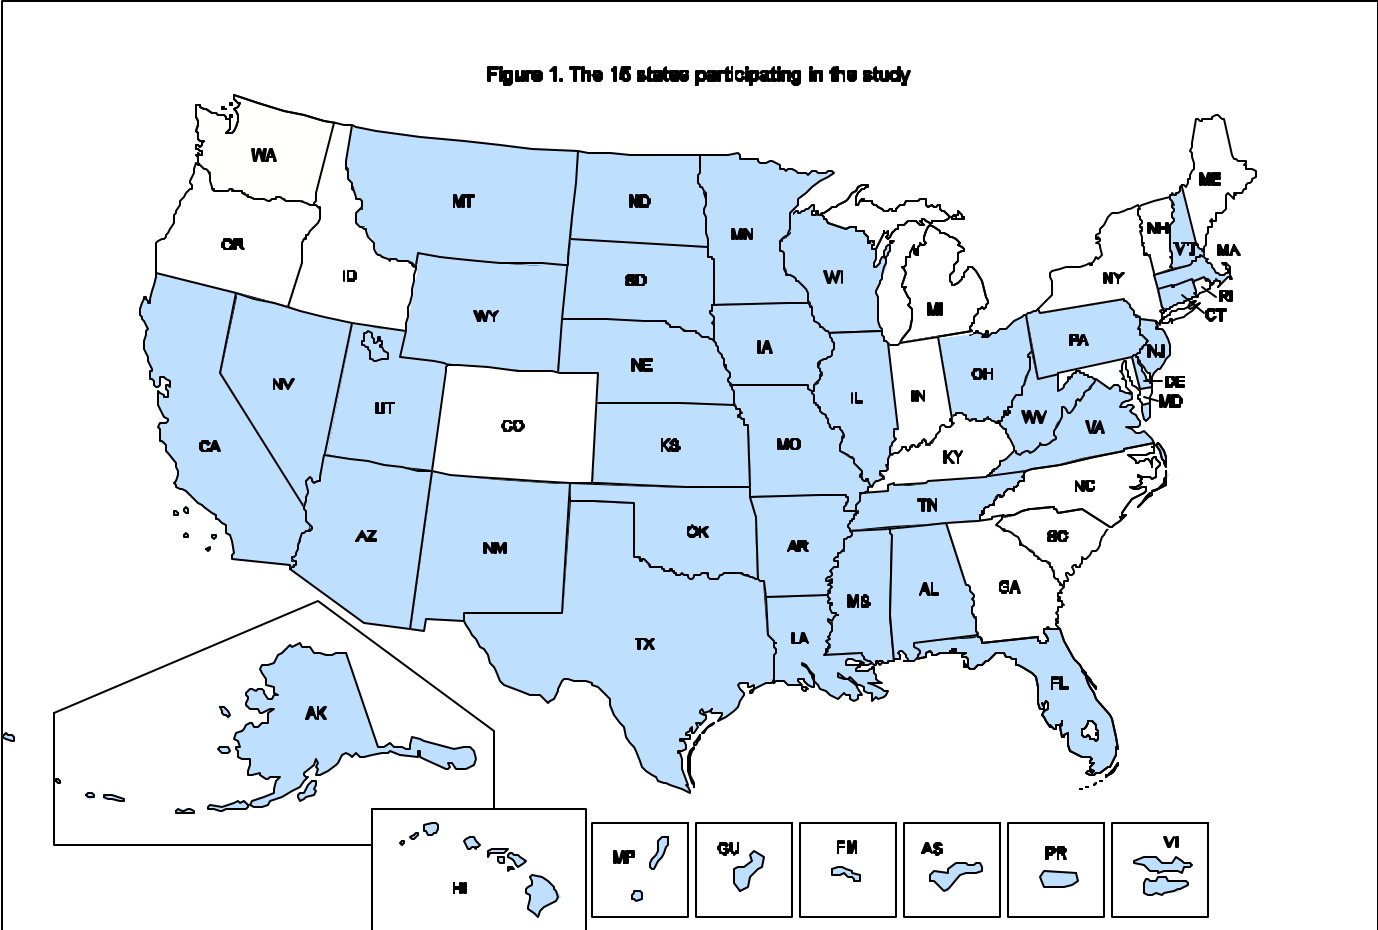 Figure 1. The 15 states participating in the study
WA
ME
MT
ND
OR
MN
NH
VT
MA
ID
WI
NY
SD
RI
MI
WY
CT
PA
IA
NJ
NE
OH
NV
DE
UT
IL
IN
MD
CO
WV
VA
CA
KS
MO
KY
NC
TN
AZ
OK
SC
NM
AR
GA
AL
MS
LA
TX
FL
AK
MP
GU
FM
AS
PR
VI
HI